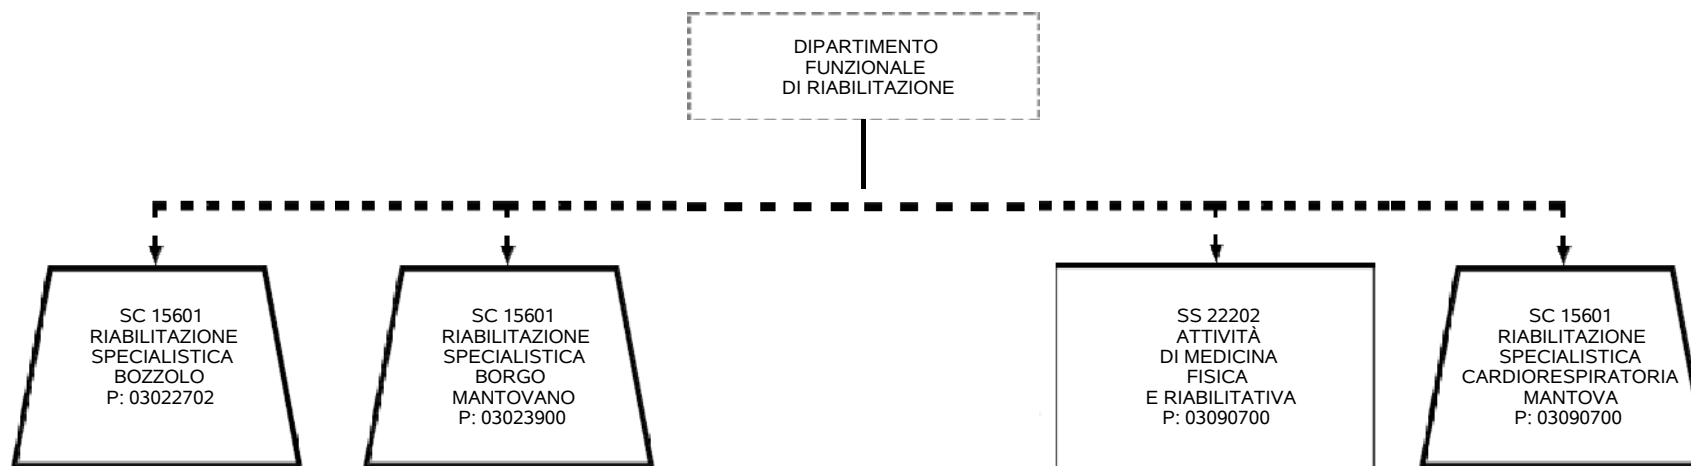 DIPARTIMENTO
FUNZIONALE
DI RIABILITAZIONE
SC 15601
RIABILITAZIONE
SPECIALISTICA
BOZZOLO
P: 03022702
SC 15601
RIABILITAZIONE
SPECIALISTICA
BORGO
MANTOVANO
P: 03023900
SS 22202
ATTIVITÀ
DI MEDICINA
FISICA
E RIABILITATIVA
P: 03090700
SC 15601
RIABILITAZIONE
SPECIALISTICA
CARDIORESPIRATORIA
MANTOVA
P: 03090700